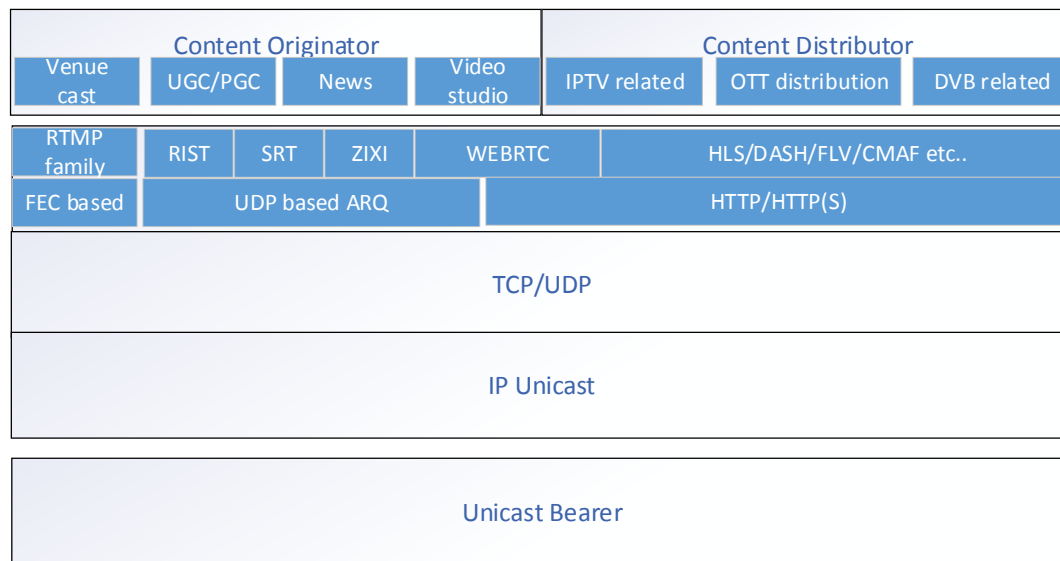 Content Originator
Content Distributor
Venue
cast
UGC/PGC
News
Video
studio
IPTV related
OTT distribution
DVB related
RTMP
family
RIST
SRT
ZIXI
WEBRTC
HLS/DASH/FLV/CMAF etc..
FEC based
UDP based ARQ
HTTP/HTTP(S)
TCP/UDP
IP Unicast
Unicast Bearer